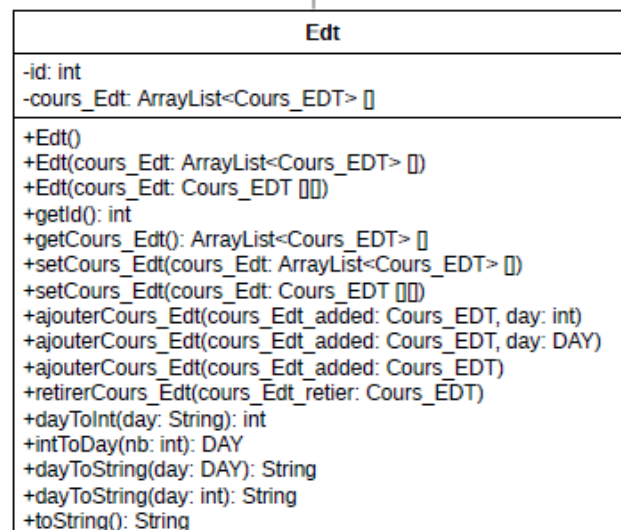 Edt
-id: int
-cours_Edt: ArrayList<Cours_EDT> []
+Edt()
+Edt(cours_Edt: ArrayList<Cours_EDT> [])
+Edt(cours_Edt: Cours_EDT [][])
+getId(): int
+getCours_Edt(): ArrayList<Cours_EDT> []
+setCours_Edt(cours_Edt: ArrayList<Cours_EDT> [])
+setCours_Edt(cours_Edt: Cours_EDT [][])
+ajouterCours_Edt(cours_Edt_added: Cours_EDT, day: int)
+ajouterCours_Edt(cours_Edt_added: Cours_EDT, day: DAY)
+ajouterCours_Edt(cours_Edt_added: Cours_EDT)
+retirerCours_Edt(cours_Edt_retier: Cours_EDT)
+dayToInt(day: String): int
+intToDay(nb: int): DAY
+dayToString(day: DAY): String
+dayToString(day: int): String
+toString(): String